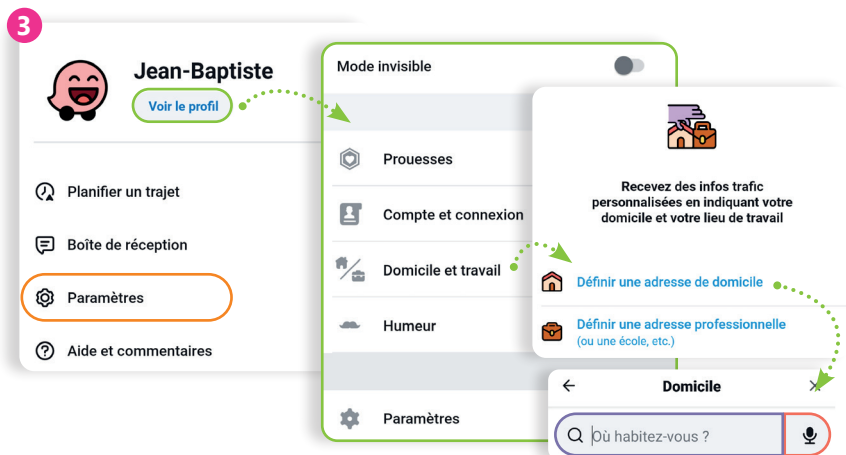 3
Jean-Baptiste
Voir le profil
Planifier un trajet
Boîte de réception
Paramètres
Aide et commentaires
Mode invisible
Prouesses
Compte et connexion
Domicile et travail
Humeur
Paramètres
Recevez des infos trafic
personnalisées en indiquant votre
domicile et votre lieu de travail
Définir une adresse de domicile
Définir une adresse professionnelle
(ou une école, etc.)
Domicile
Où habitez-vous ?